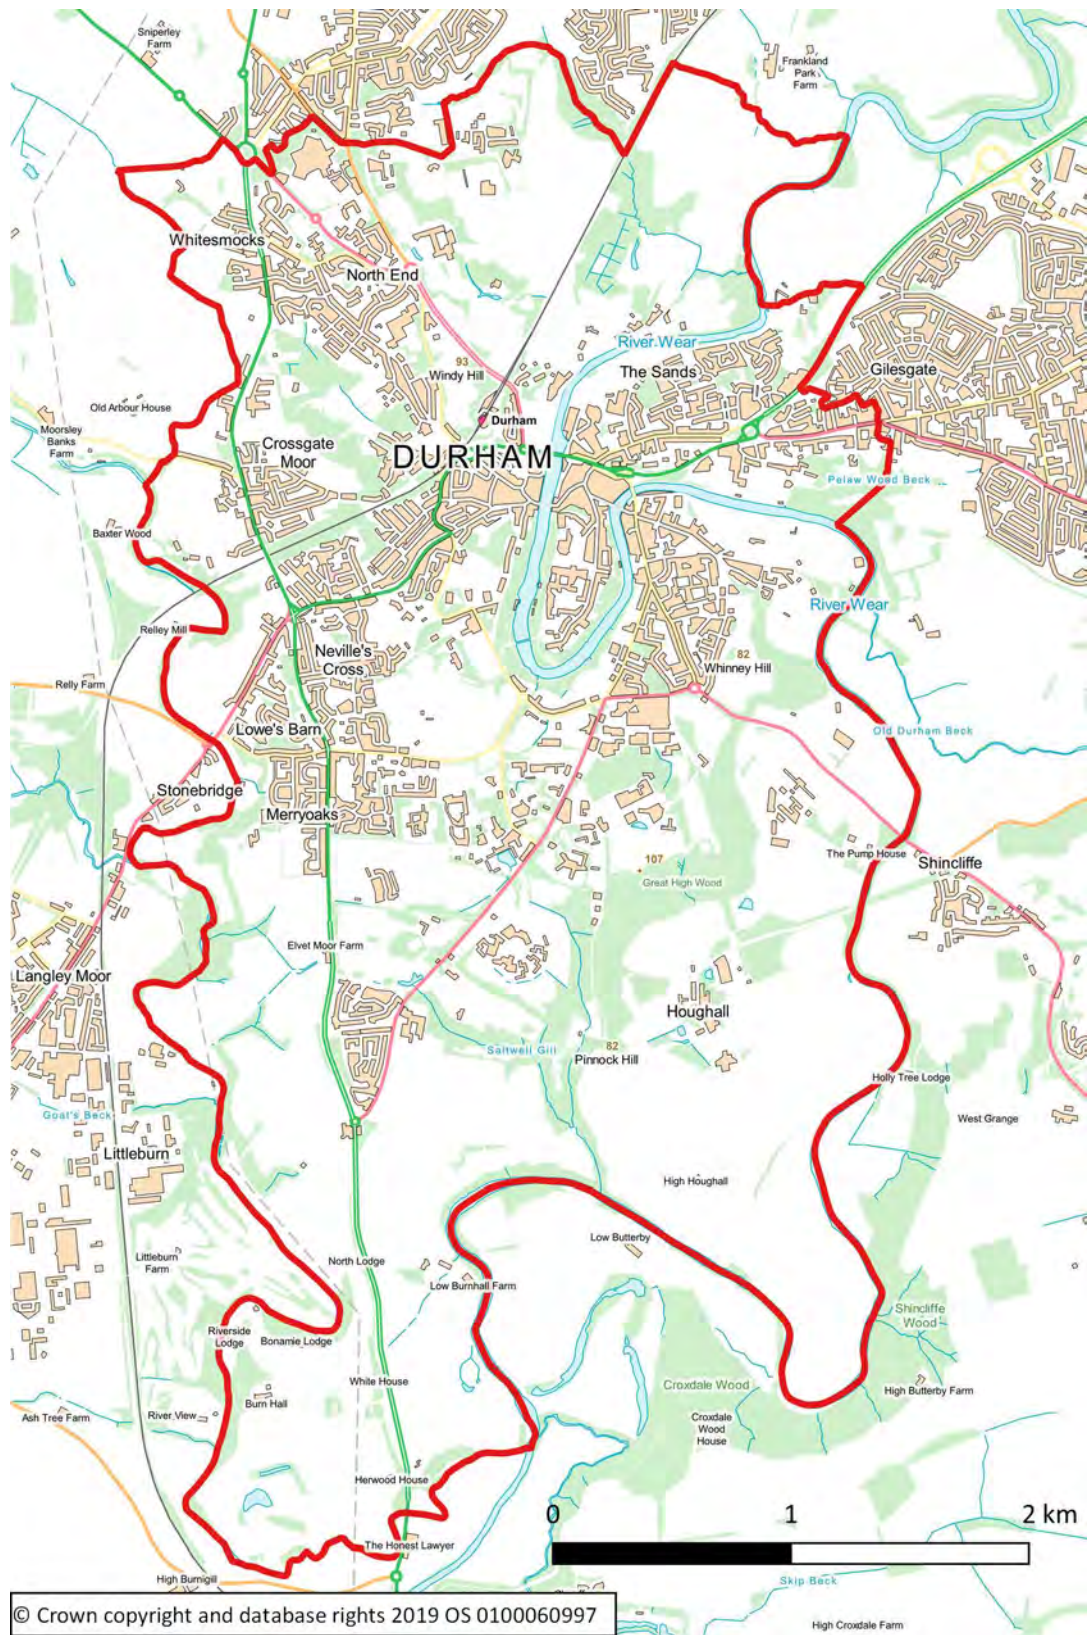 Sniperley
Farm
Frankland
Park
Farm
Whitesmocks
North End
River Wear
The Sands
93
Windy Hill
Gilesgate
Old Arbour House
Durham
Moorsley
Banks
Farm
Crossgate
Moor
DURHAM
Pelaw Wood Beck
Baxter Wood
River Wear
Relley Mill
Neville's
Cross
82
Whinney Hill
Relly Farm
Lowe's Barn
Old Durham Beck
Stonebridge
Merryoaks
The Pump House
Shincliffe
107
Great High Wood
Elvet Moor Farm
Langley Moor
Houghall
Saltwell Gill
82
Pinnock Hill
Holly Tree Lodge
Goat's Beck
West Grange
Littleburn
High Houghall
Low Butterby
Littleburn
Farm
North Lodge
Low Burnhall Farm
Shincliffe
Wood
Riverside
Lodge
Bonamie Lodge
White House
Croxdale Wood
High Butterby Farm
Burn Hall
Ash Tree Farm
River View
Croxdale
Wood
House
Herwood House
0 1 2 km
The Honest Lawyer
High Burnigill
Skip Beck
© Crown copyright and database rights 2019 OS 0100060997
High Croxdale Farm